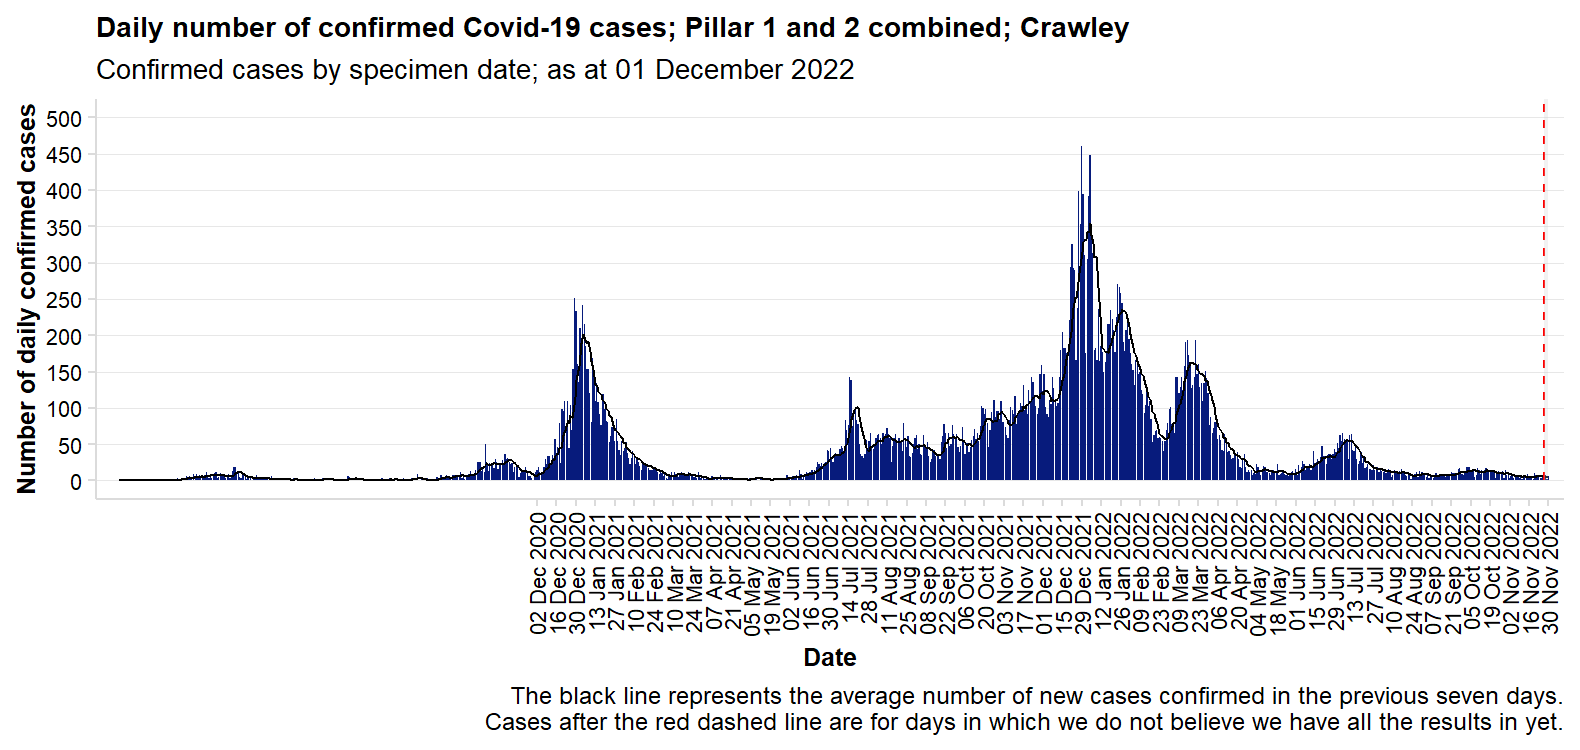 Daily number of confirmed Covid-19 cases; Pillar 1 and 2 combined; Crawley
Confirmed cases by specimen date; as at 01 December 2022
Number of daily confirmed cases
500
450
400
350
300
250
200
150
100
50
0
02 Dec 2020
16 Dec 2020
30 Dec 2020
13 Jan 2021
27 Jan 2021
10 Feb 2021
24 Feb 2021
10 Mar 2021
24 Mar 2021
07 Apr 2021
21 Apr 2021
05 May 2021
19 May 2021
02 Jun 2021
16 Jun 2021
30 Jun 2021
14 Jul 2021
28 Jul 2021
11 Aug 2021
25 Aug 2021
08 Sep 2021
22 Sep 2021
06 Oct 2021
20 Oct 2021
03 Nov 2021
17 Nov 2021
01 Dec 2021
15 Dec 2021
29 Dec 2021
12 Jan 2022
26 Jan 2022
09 Feb 2022
23 Feb 2022
09 Mar 2022
23 Mar 2022
06 Apr 2022
20 Apr 2022
04 May 2022
18 May 2022
01 Jun 2022
15 Jun 2022
29 Jun 2022
13 Jul 2022
27 Jul 2022
10 Aug 2022
24 Aug 2022
07 Sep 2022
21 Sep 2022
05 Oct 2022
19 Oct 2022
02 Nov 2022
16 Nov 2022
30 Nov 2022
Date
The black line represents the average number of new cases confirmed in the previous seven days.
Cases after the red dashed line are for days in which we do not believe we have all the results in yet.